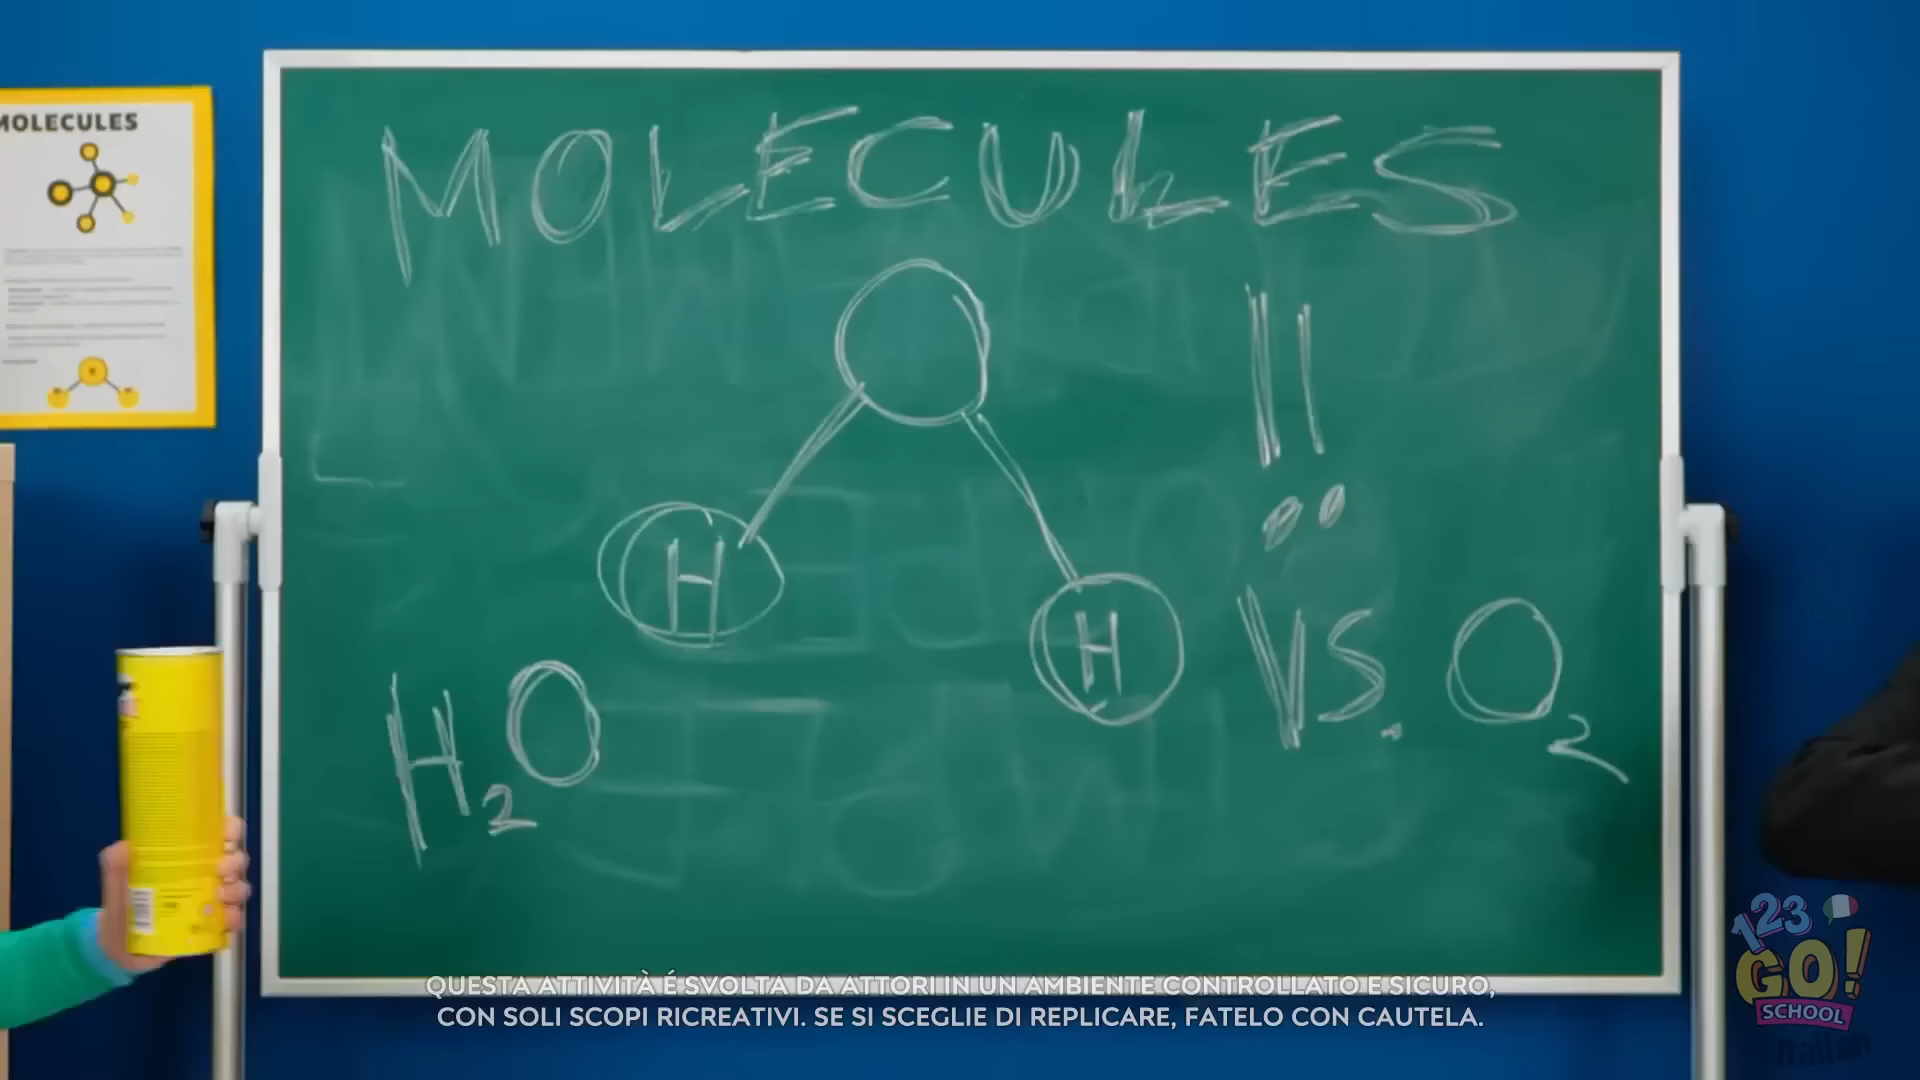 MOLECULES
MOLECULES
H
H
VS. O2
H2O
QUESTA ATTIVITÀ É SVOLTA DA ATTORI IN UN AMBIENTE CONTROLLATO E SICURO,
CON SOLI SCOPI RICREATIVI. SE SI SCEGLIE DI REPLICARE, FATELO CON CAUTELA.
123
GO!
SCHOOL
Italian